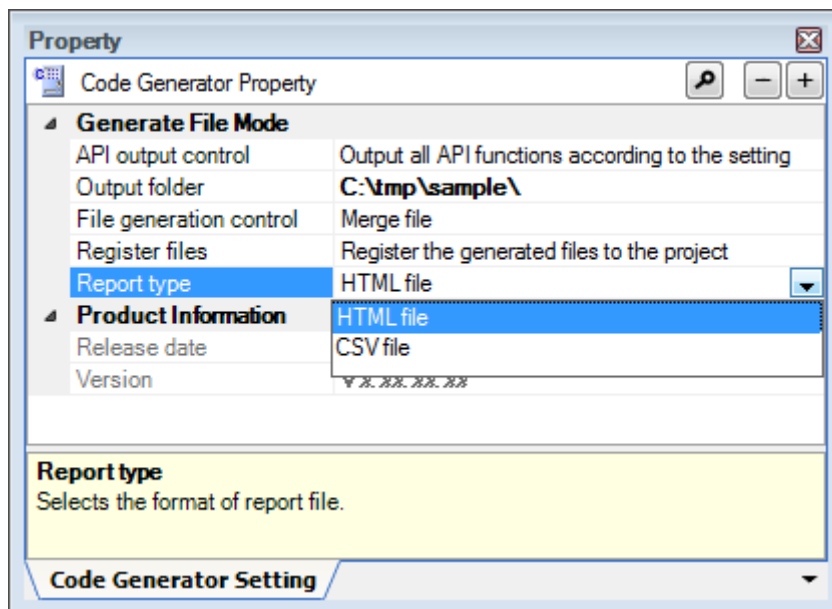 Property
Code Generator Property
Generate File Mode
API output control Output all API functions according to the setting
Output folder C:\tmp\sample\
File generation control Merge file
Register files Register the generated files to the project
Report type HTML file
Product Information HTML file
Release date CSV file
Version
Report type
Selects the format of report file.
Code Generator Setting